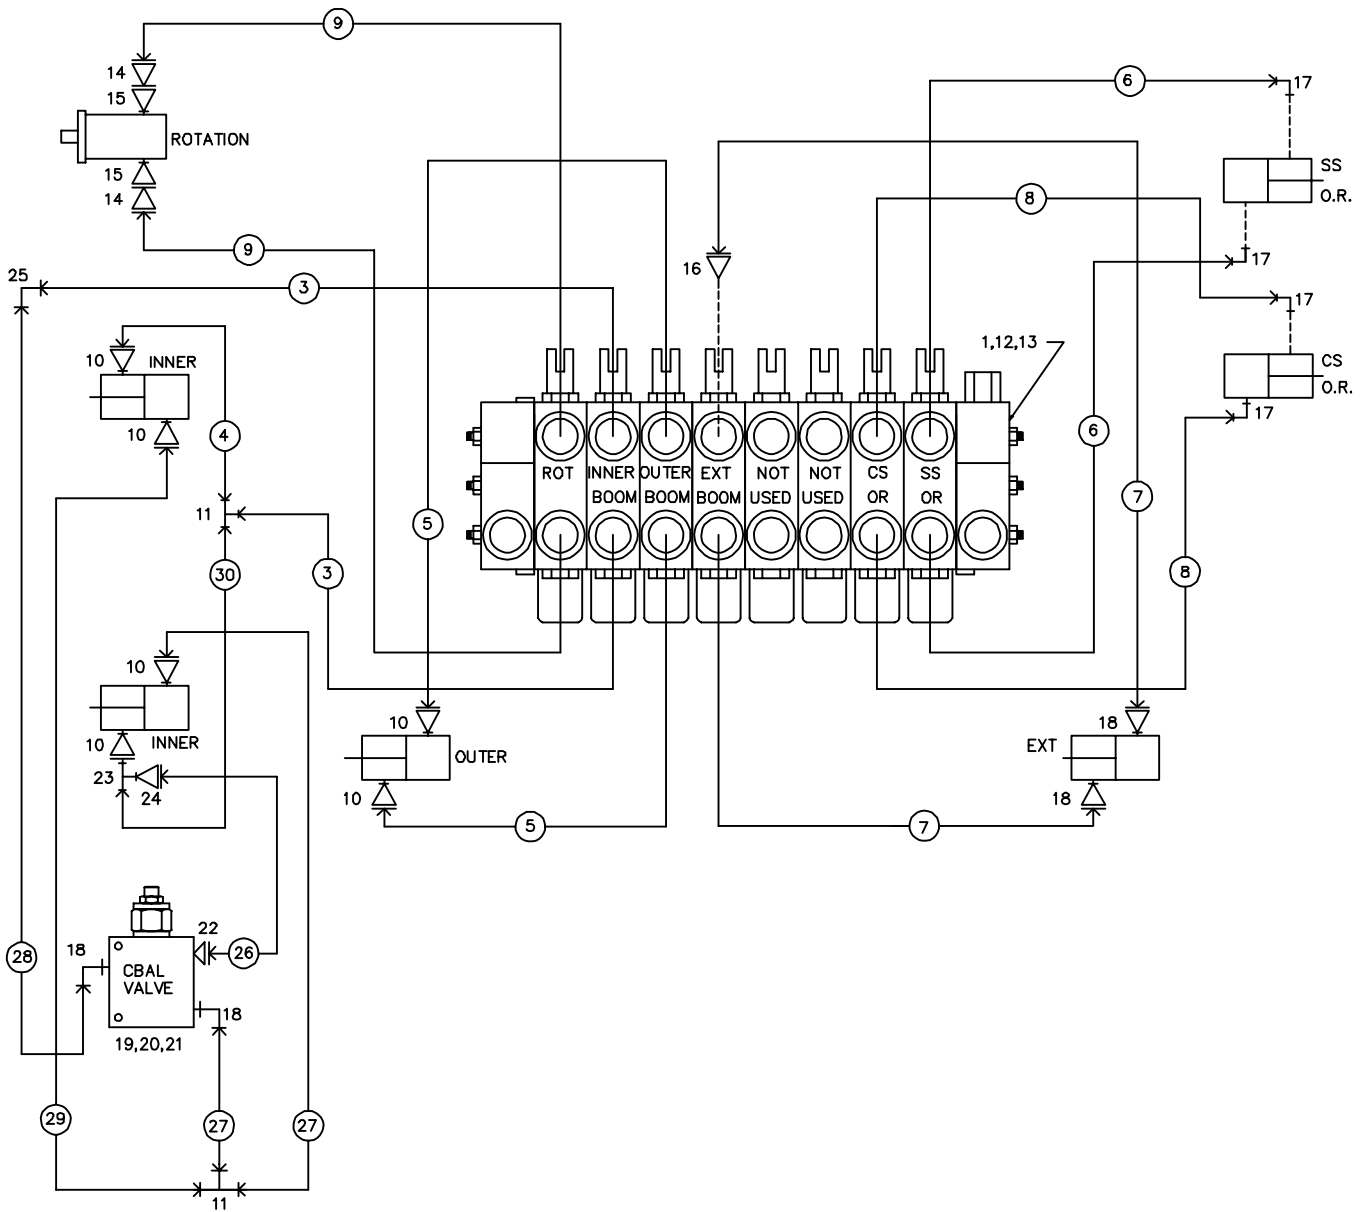 9
14
6
17
15
ROTATION
SS
15
8
O.R.
14
9
17
16
25
3
17
1,12,13
10
INNER
CS
O.R.
17
10
4
6
ROT
INNER
BOOM
OUTER
BOOM
EXT
BOOM
NOT
USED
NOT
USED
CS
OR
SS
OR
7
11
5
30
3
8
10
10
18
10
INNER
OUTER
EXT
23
24
10
18
5
7
22
18
28
26
CBAL
VALVE
18
19,20,21
29
27
27
11